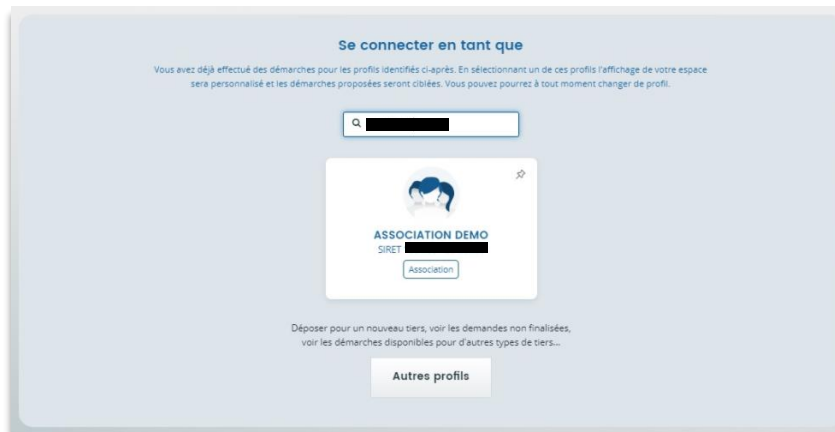 Se connecter en tant que
Vous avez déjà effectué des démarches pour les profils identifiés ci-après. En sélectionnant un de ces profils l'affichage de votre espace
sera personnalisé et les démarches proposées seront ciblées. Vous pouvez pourrez à tout moment changer de profil.
ASSOCIATION DEMO
SIRET
Association
Déposer pour un nouveau tiers, voir les demandes non finalisées,
voir les démarches disponibles pour d'autres types de tiers...
Autres profils